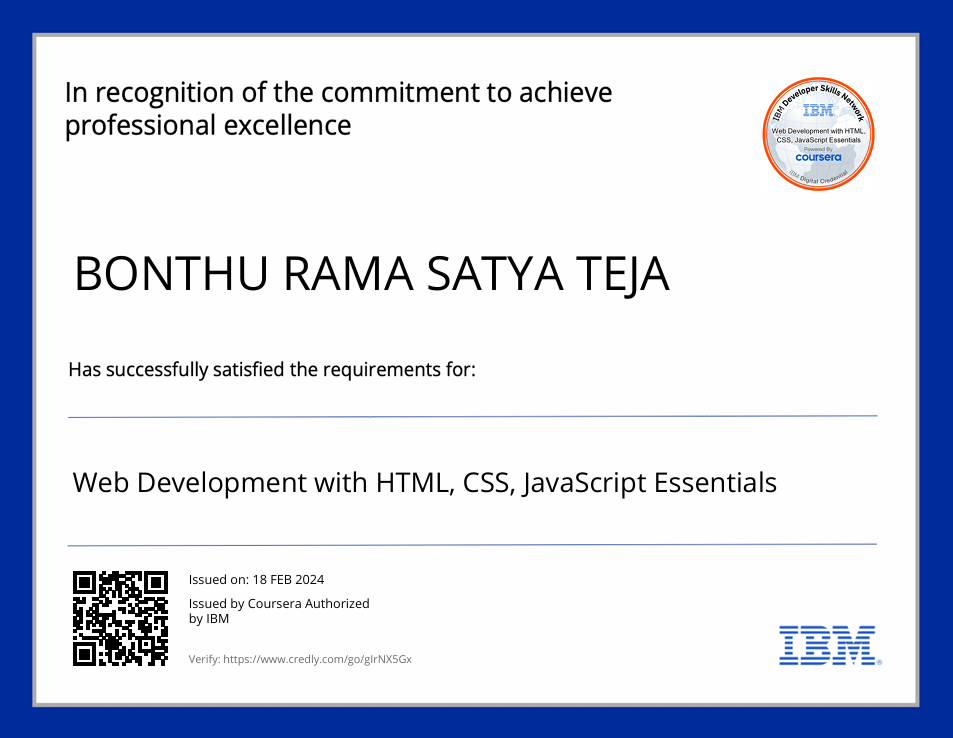 In recognition of the commitment to achieve
professional excellence
IBM Developer Skills Network
IBM
Web Development with HTML,
CSS, JavaScript Essentials
Powered By
coursera
IBM Digital Credential
BONTHU RAMA SATYA TEJA
Has successfully satisfied the requirements for:
Web Development with HTML, CSS, JavaScript Essentials
Issued on: 18 FEB 2024
Issued by Coursera Authorized
by IBM
Verify: https://www.credly.com/go/gIrNX5Gx
IBM®